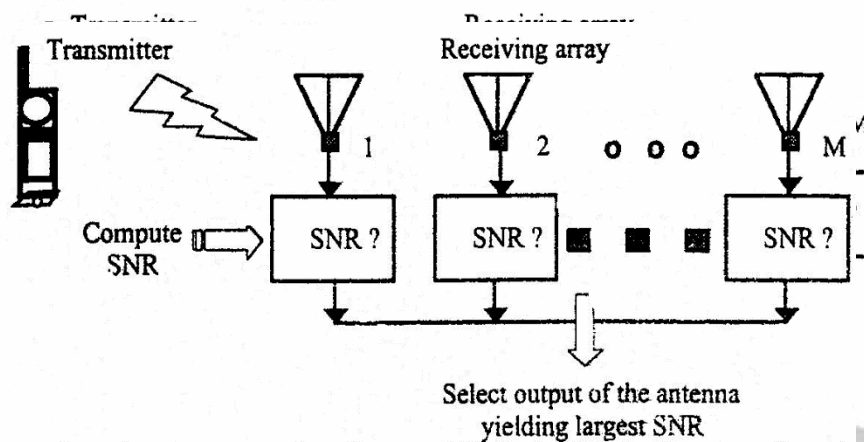 Transmitter
Receiving array
1
2
o o o
M
Compute
SNR
SNR ?
SNR ?
SNR ?
Select output of the antenna
yielding largest SNR